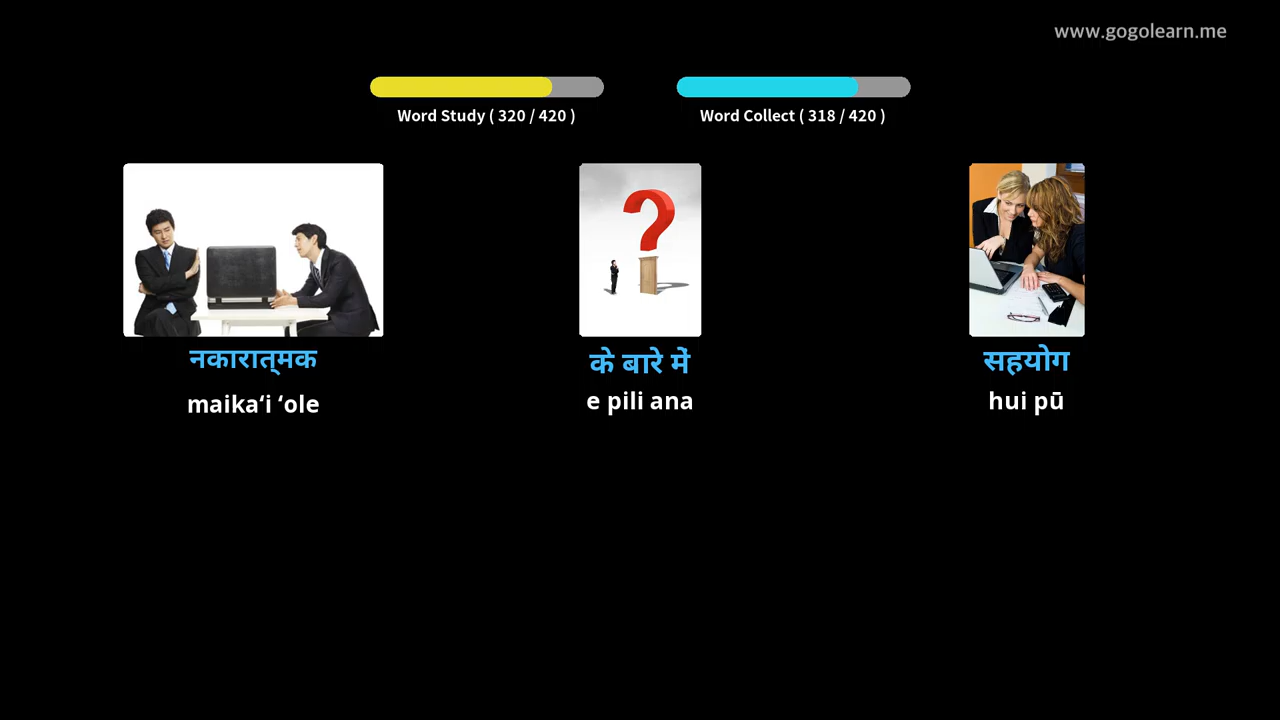 www.gogolearn.me
Word Study ( 320 / 420 )
Word Collect ( 318 / 420 )
नकारात्मक
के बारे में
सहयोग
maikaʻi ʻole
e pili ana
hui pū